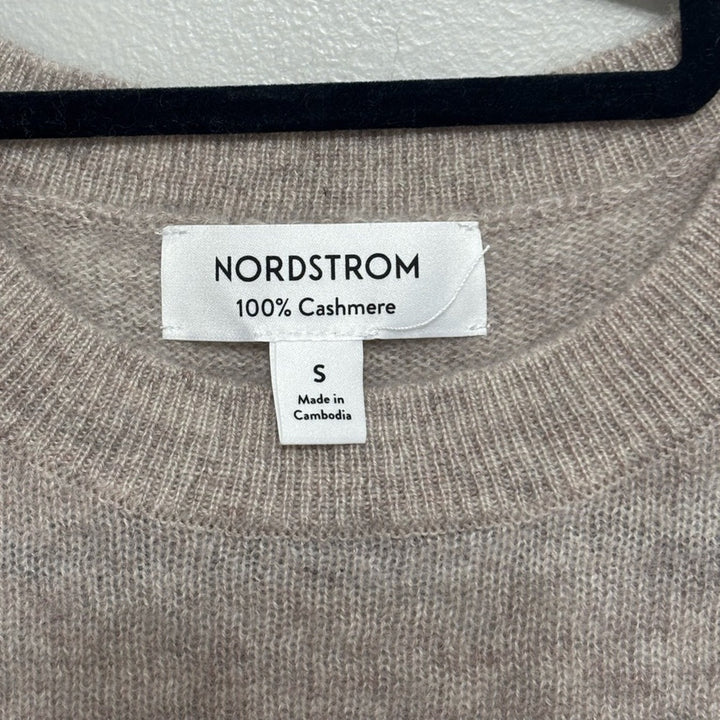 NORDSTROM
100% Cashmere
S
Made in
Cambodia